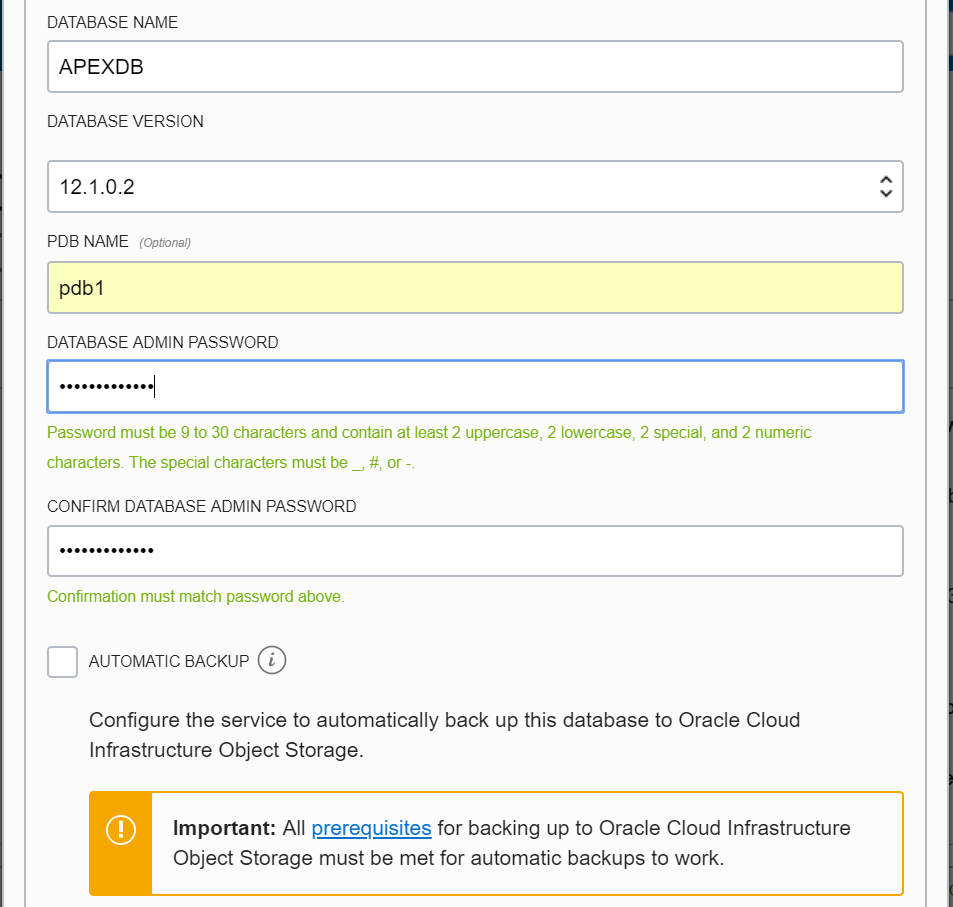 DATABASE NAME
APEXDB
DATABASE VERSION
12.1.0.2
PDB NAME (Optional)
pdb1
DATABASE ADMIN PASSWORD
•••••••••••••
Password must be 9 to 30 characters and contain at least 2 uppercase, 2 lowercase, 2 special, and 2 numeric
characters. The special characters must be _, #, or -.
CONFIRM DATABASE ADMIN PASSWORD
•••••••••••••
Confirmation must match password above.
AUTOMATIC BACKUP i
Configure the service to automatically back up this database to Oracle Cloud
Infrastructure Object Storage.
Important: All prerequisites for backing up to Oracle Cloud Infrastructure
Object Storage must be met for automatic backups to work.